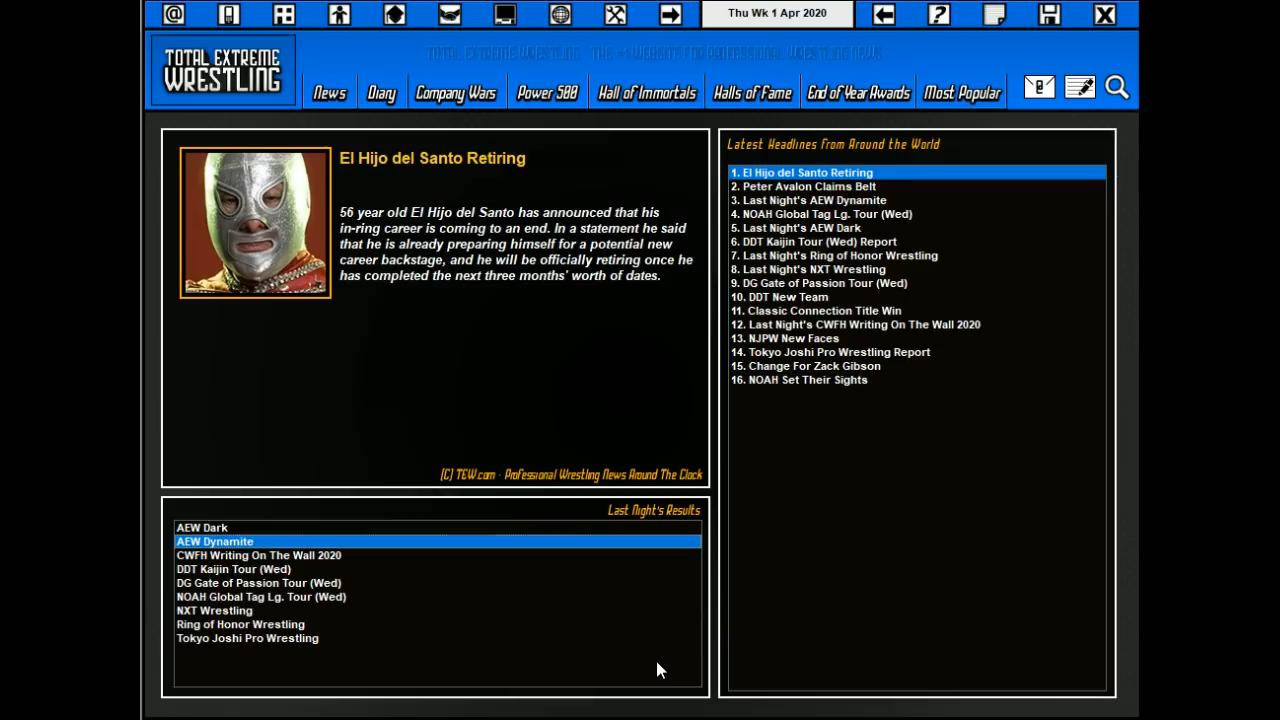 Thu Wk 1 Apr 2020
TOTAL EXTREME WRESTLING THE #1 WEBSITE FOR PROFESSIONAL WRESTLING NEWS
TOTAL EXTREME
WRESTLING
News
Diary
Company Wars
Power 500
Hall of Immortals
Halls of Fame
End of Year Awards
Most Popular
El Hijo del Santo Retiring
56 year old El Hijo del Santo has announced that his
in-ring career is coming to an end. In a statement he said
that he is already preparing himself for a potential new
career backstage, and he will be officially retiring once he
has completed the next three months' worth of dates.
(C) TEW.com - Professional Wrestling News Around The Clock
Last Night's Results
AEW Dark
AEW Dynamite
CWFH Writing On The Wall 2020
DDT Kaijin Tour (Wed)
DG Gate of Passion Tour (Wed)
NOAH Global Tag Lg. Tour (Wed)
NXT Wrestling
Ring of Honor Wrestling
Tokyo Joshi Pro Wrestling
Latest Headlines From Around the World
1. El Hijo del Santo Retiring
2. Peter Avalon Claims Belt
3. Last Night's AEW Dynamite
4. NOAH Global Tag Lg. Tour (Wed)
5. Last Night's AEW Dark
6. DDT Kaijin Tour (Wed) Report
7. Last Night's Ring of Honor Wrestling
8. Last Night's NXT Wrestling
9. DG Gate of Passion Tour (Wed)
10. DDT New Team
11. Classic Connection Title Win
12. Last Night's CWFH Writing On The Wall 2020
13. NJPW New Faces
14. Tokyo Joshi Pro Wrestling Report
15. Change For Zack Gibson
16. NOAH Set Their Sights